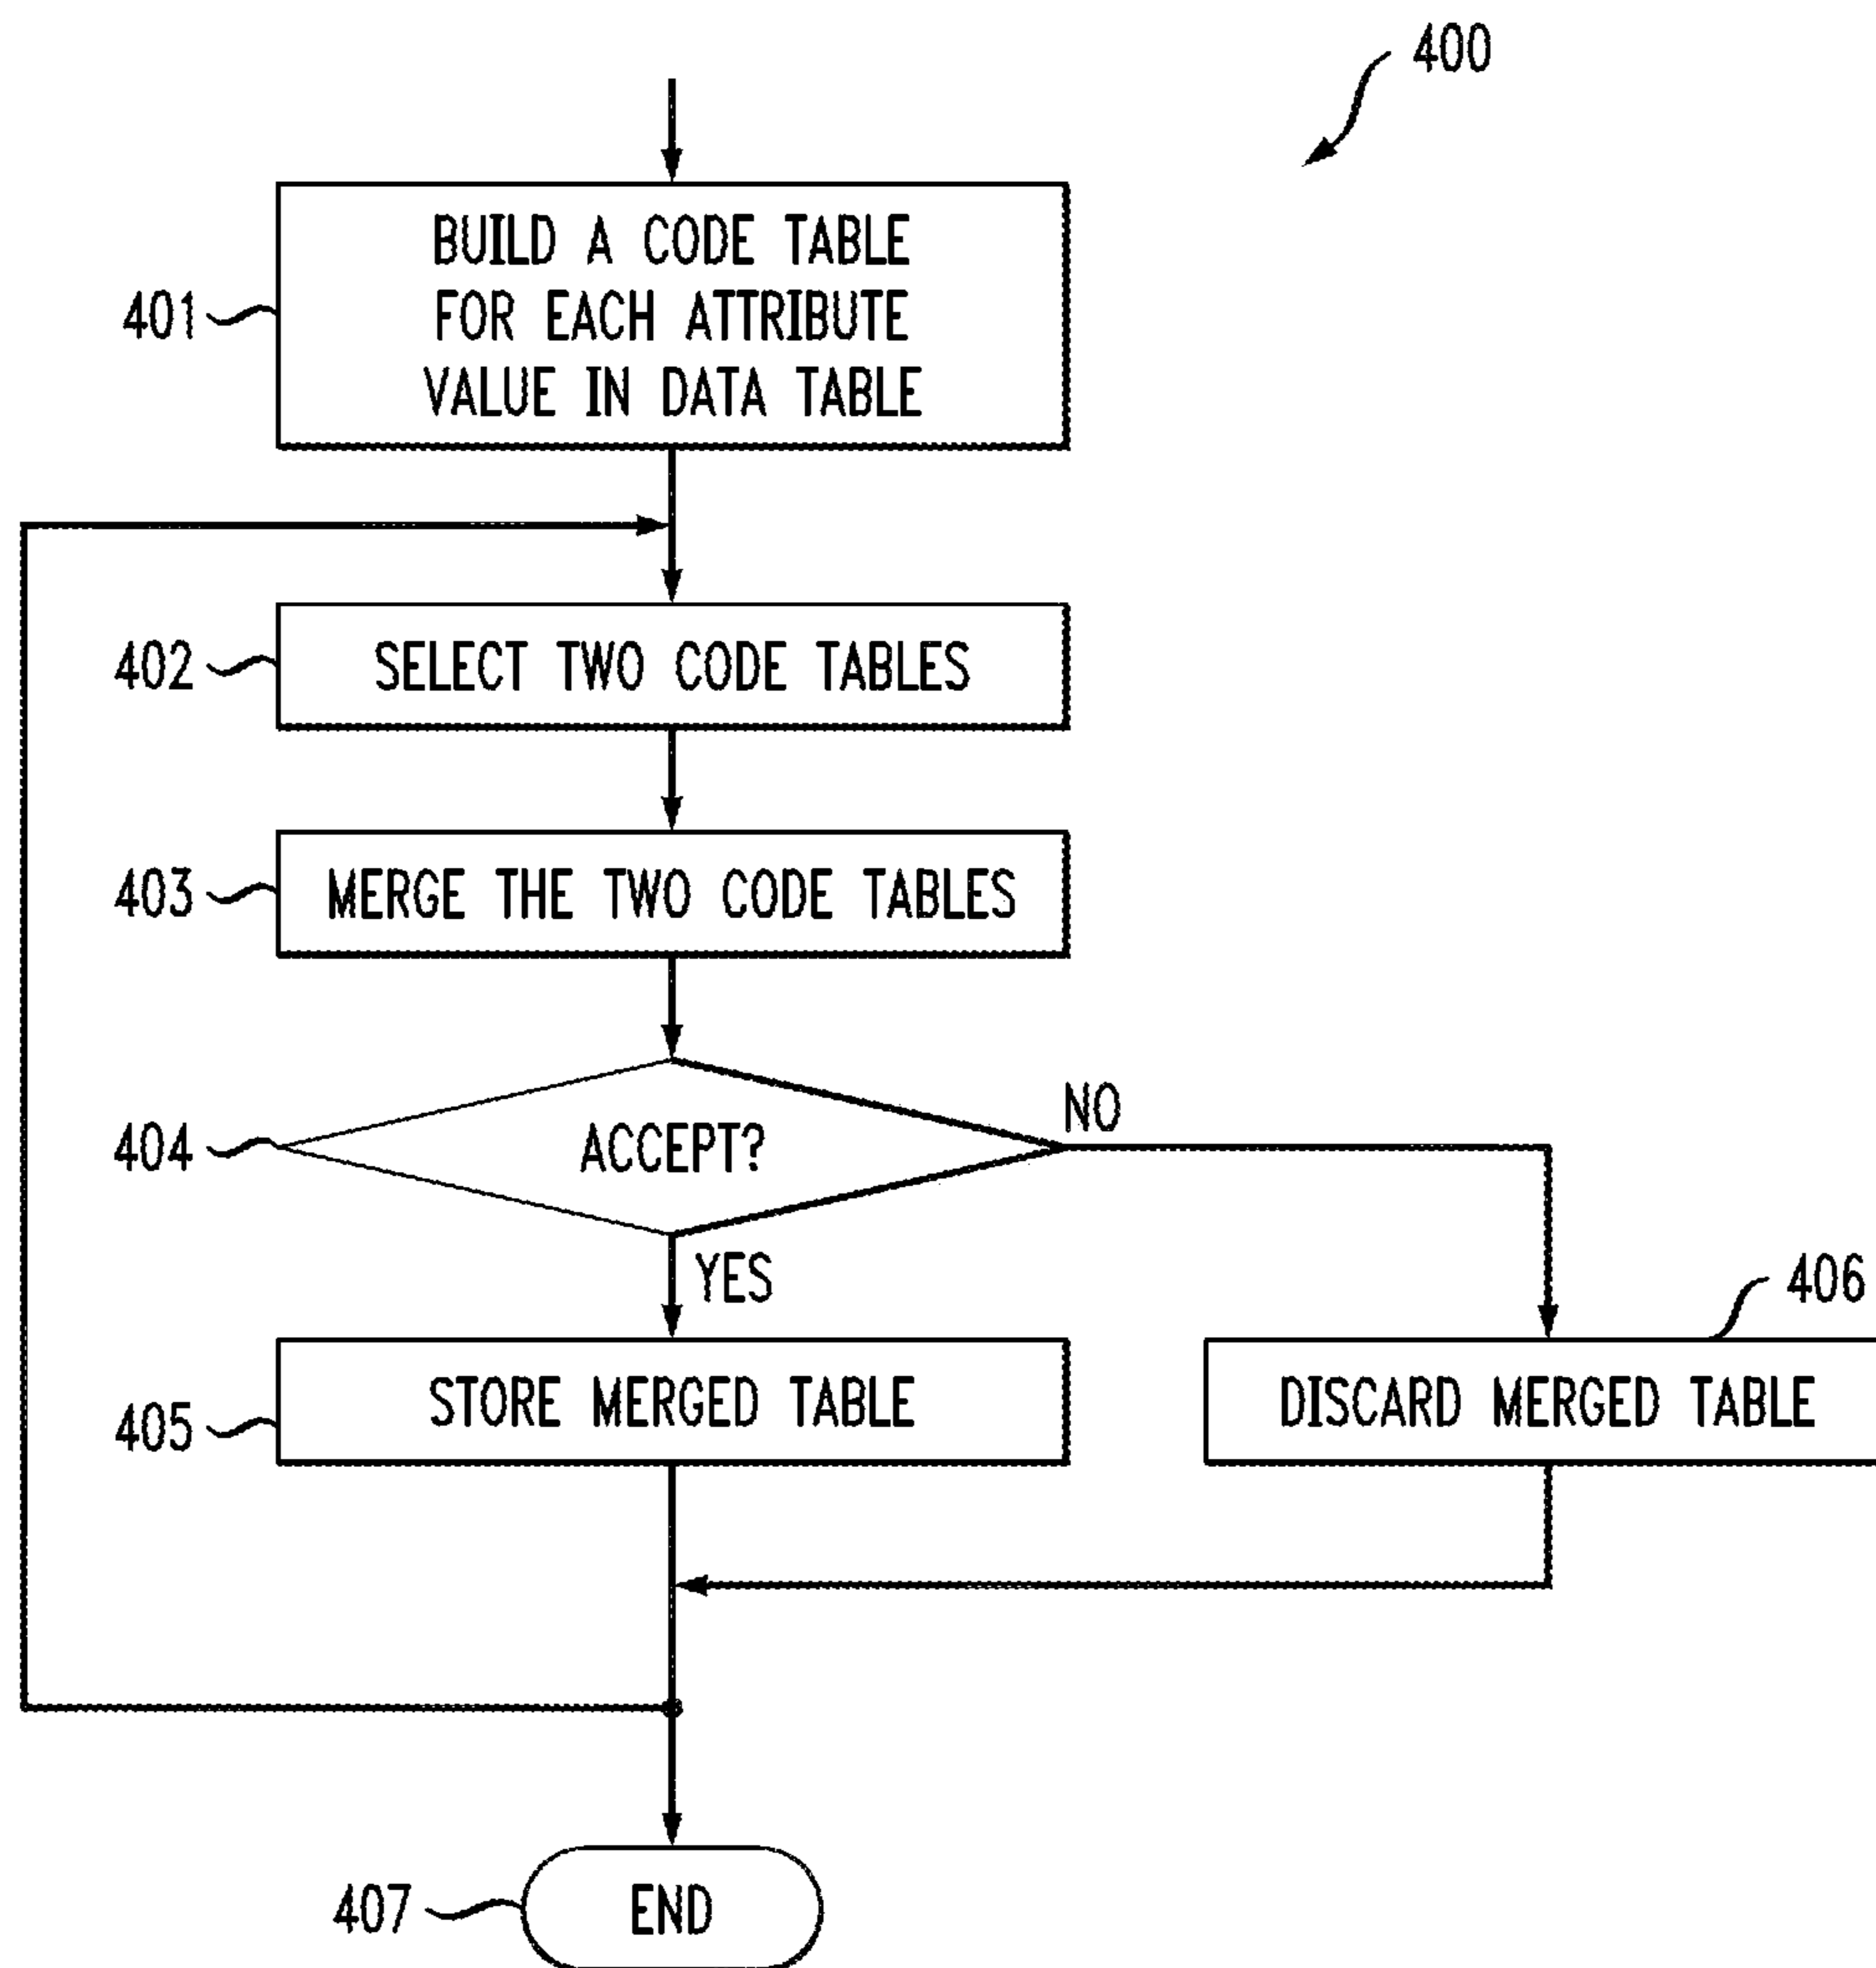 400
BUILD A CODE TABLE
FOR EACH ATTRIBUTE
VALUE IN DATA TABLE
401
402
SELECT TWO CODE TABLES
403
MERGE THE TWO CODE TABLES
NO
404
ACCEPT?
YES
406
STORE MERGED TABLE
405
DISCARD MERGED TABLE
407
END